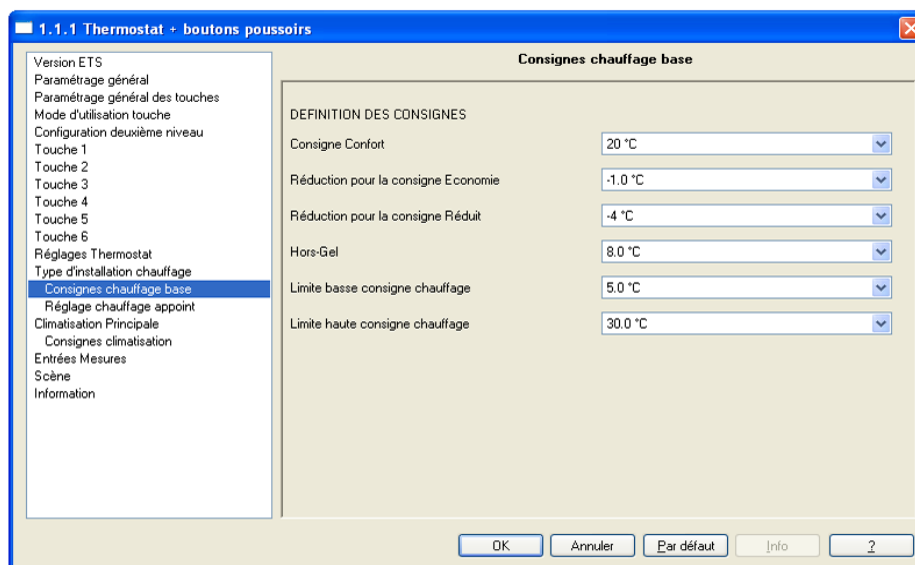 1.1.1 Thermostat + boutons poussoirs
Version ETS
Paramétrage général
Paramétrage général des touches
Mode d'utilisation touche
Configuration deuxième niveau
Touche 1
Touche 2
Touche 3
Touche 4
Touche 5
Touche 6
Réglages Thermostat
Type d'installation chauffage
Consignes chauffage base
Réglage chauffage appoint
Climatisation Principale
Consignes climatisation
Entrées Mesures
Scène
Information
Consignes chauffage base
DEFINITION DES CONSIGNES
Consigne Confort 20 °C
Réduction pour la consigne Economie -1.0 °C
Réduction pour la consigne Réduit -4 °C
Hors-Gel 8.0 °C
Limite basse consigne chauffage 5.0 °C
Limite haute consigne chauffage 30.0 °C
OK Annuler Par défaut Info ?